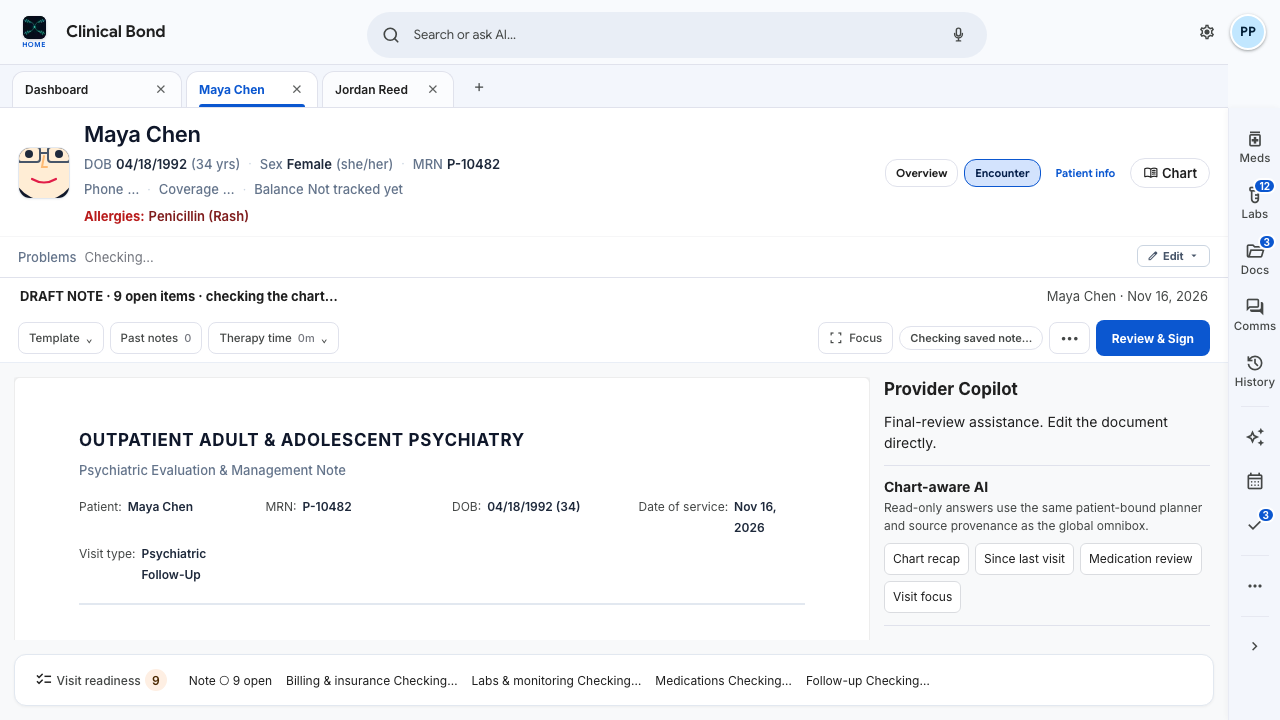 HOME
Clinical Bond
Search or ask AI...
PP
Dashboard
Maya Chen
Jordan Reed
Maya Chen
DOB 04/18/1992 (34 yrs) · Sex Female (she/her) · MRN P-10482
Phone ... · Coverage ... · Balance Not tracked yet
Allergies: Penicillin (Rash)
Overview
Encounter
Patient info
Chart
Problems Checking...
Edit
DRAFT NOTE · 9 open items · checking the chart...
Maya Chen · Nov 16, 2026
Template
Past notes 0
Therapy time 0m
Focus
Checking saved note...
Review & Sign
OUTPATIENT ADULT & ADOLESCENT PSYCHIATRY
Psychiatric Evaluation & Management Note
Patient: Maya Chen
MRN: P-10482
DOB: 04/18/1992 (34)
Date of service: Nov 16,
2026
Visit type: Psychiatric
Follow-Up
Provider Copilot
Final-review assistance. Edit the document
directly.
Chart-aware AI
Read-only answers use the same patient-bound planner
and source provenance as the global omnibox.
Chart recap
Since last visit
Medication review
Visit focus
Visit readiness 9
Note 9 open
Billing & insurance Checking...
Labs & monitoring Checking...
Medications Checking...
Follow-up Checking...
Meds
12
Labs
3
Docs
Comms
History
3